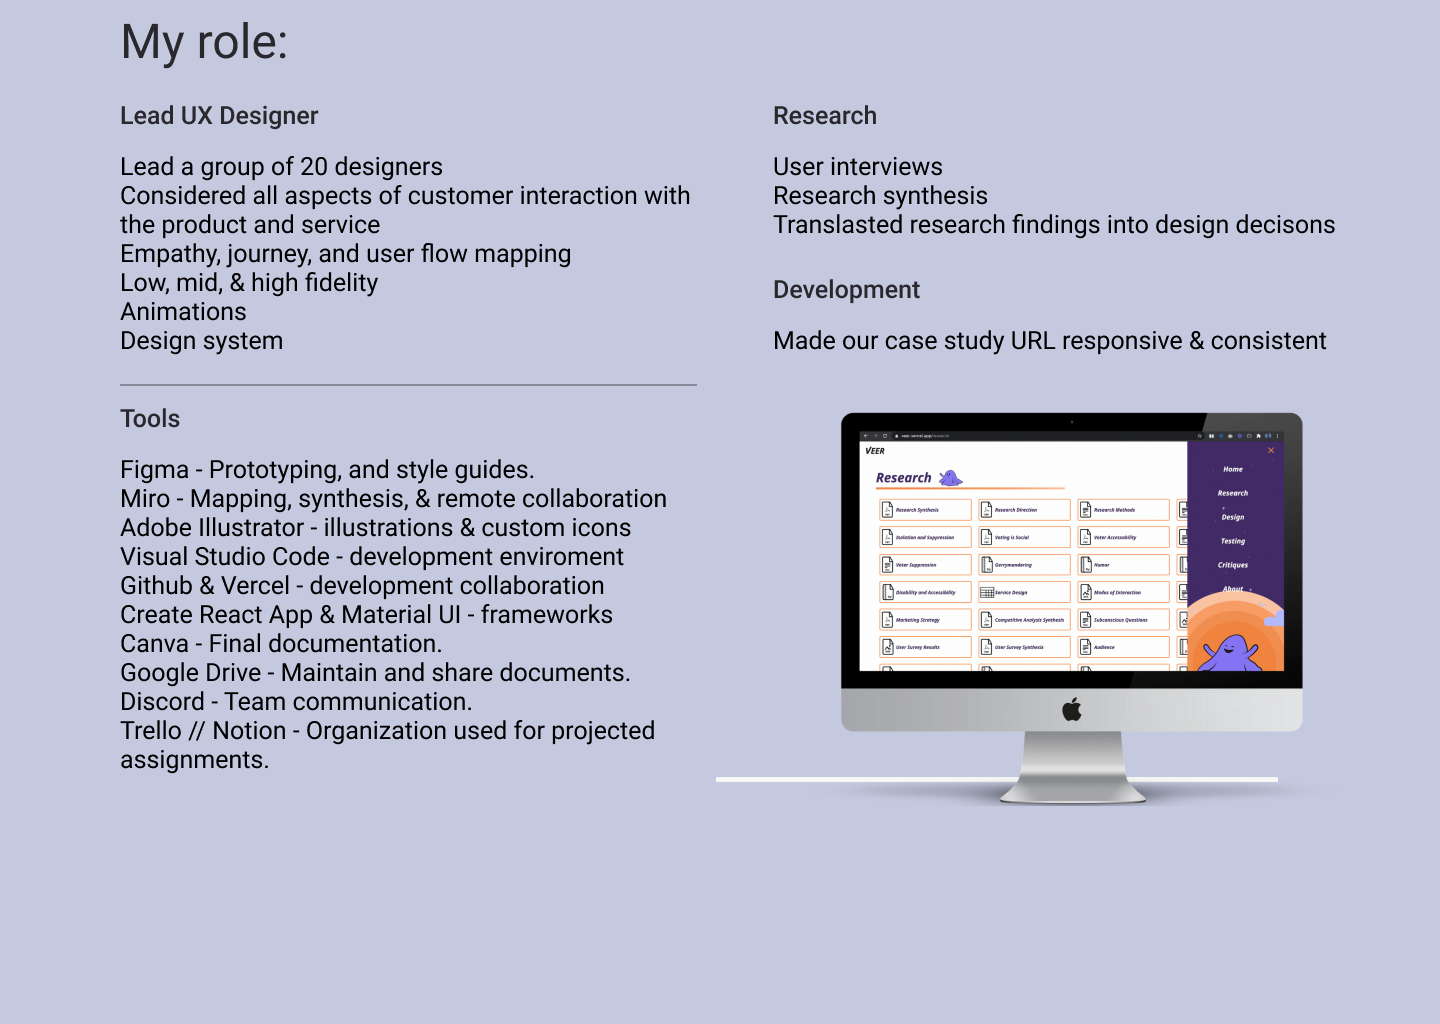 My role:
Lead UX Designer
Lead a group of 20 designers
Considered all aspects of customer interaction with
the product and service
Empathy, journey, and user flow mapping
Low, mid, & high fidelity
Animations
Design system
Research
User interviews
Research synthesis
Translasted research findings into design decisons
Development
Made our case study URL responsive & consistent
Tools
Figma - Prototyping, and style guides.
Miro - Mapping, synthesis, & remote collaboration
Adobe Illustrator - illustrations & custom icons
Visual Studio Code - development enviroment
Github & Vercel - development collaboration
Create React App & Material UI - frameworks
Canva - Final documentation.
Google Drive - Maintain and share documents.
Discord - Team communication.
Trello // Notion - Organization used for projected
assignments.
veer.vercel.app/research
VEER
Research
Research Synthesis
Research Direction
Research Methods
Isolation and Suppression
Voting is Social
Voter Accessability
Voter Suppression
Gerrymandering
Humor
Disability and Accessibility
Service Design
Modes of Interaction
Marketing Strategy
Competitive Analysis Synthesis
Subconscious Questions
User Survey Results
User Survey Synthesis
Audience
Home
Research
Design
Testing
Critiques
About